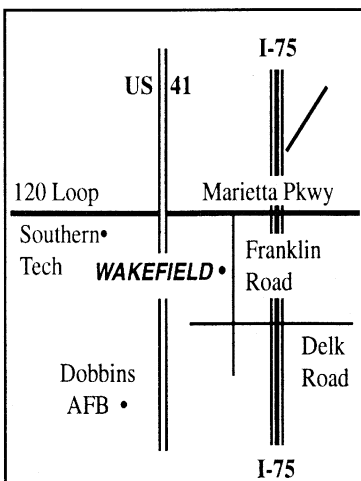 I-75
US 41
120 Loop Marietta Pkwy
Southern
Tech
Franklin
Road
WAKEFIELD
Delk
Road
Dobbins
AFB
I-75